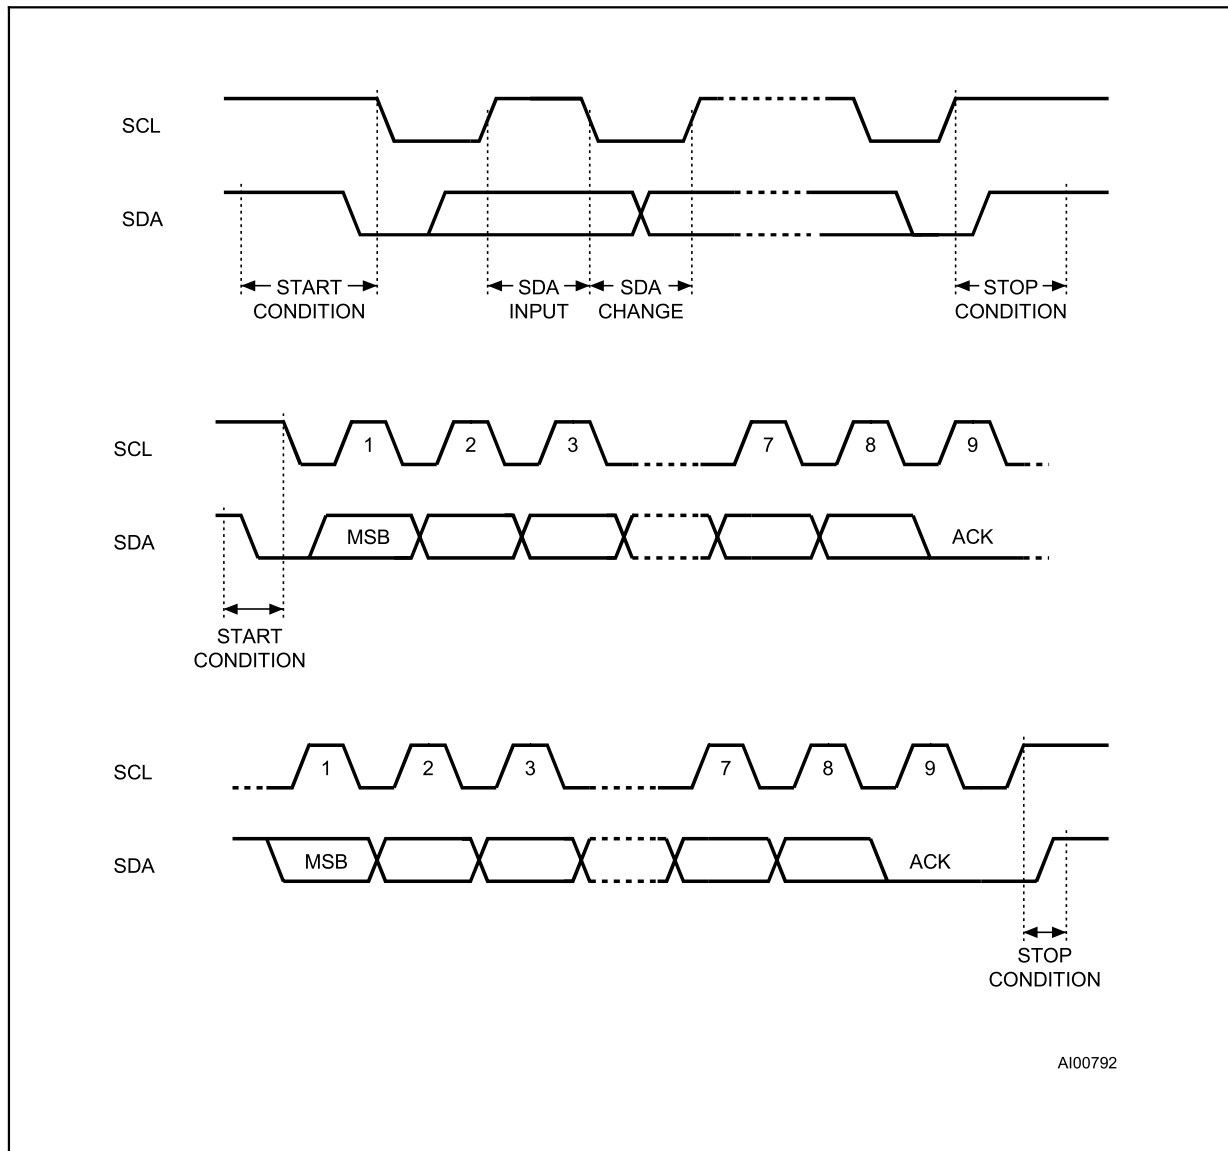 SCL
SDA
START
CONDITION
SDA
INPUT
SDA
CHANGE
STOP
CONDITION
SCL
1 2 3 7 8 9
SDA
MSB ACK
START
CONDITION
SCL
1 2 3 7 8 9
SDA
MSB ACK
STOP
CONDITION
AI00792